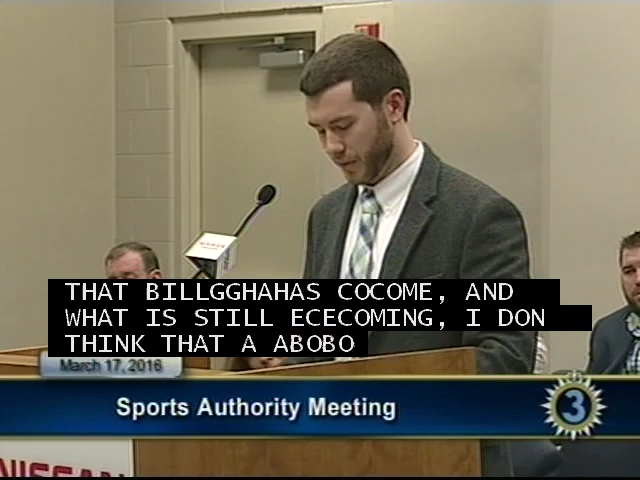 THAT BILLGGHAHAS COCOME, AND
WHAT IS STILL ECECOMING, I DON
THINK THAT A ABOBO
March 17, 2016
Sports Authority Meeting
3
NISSAN